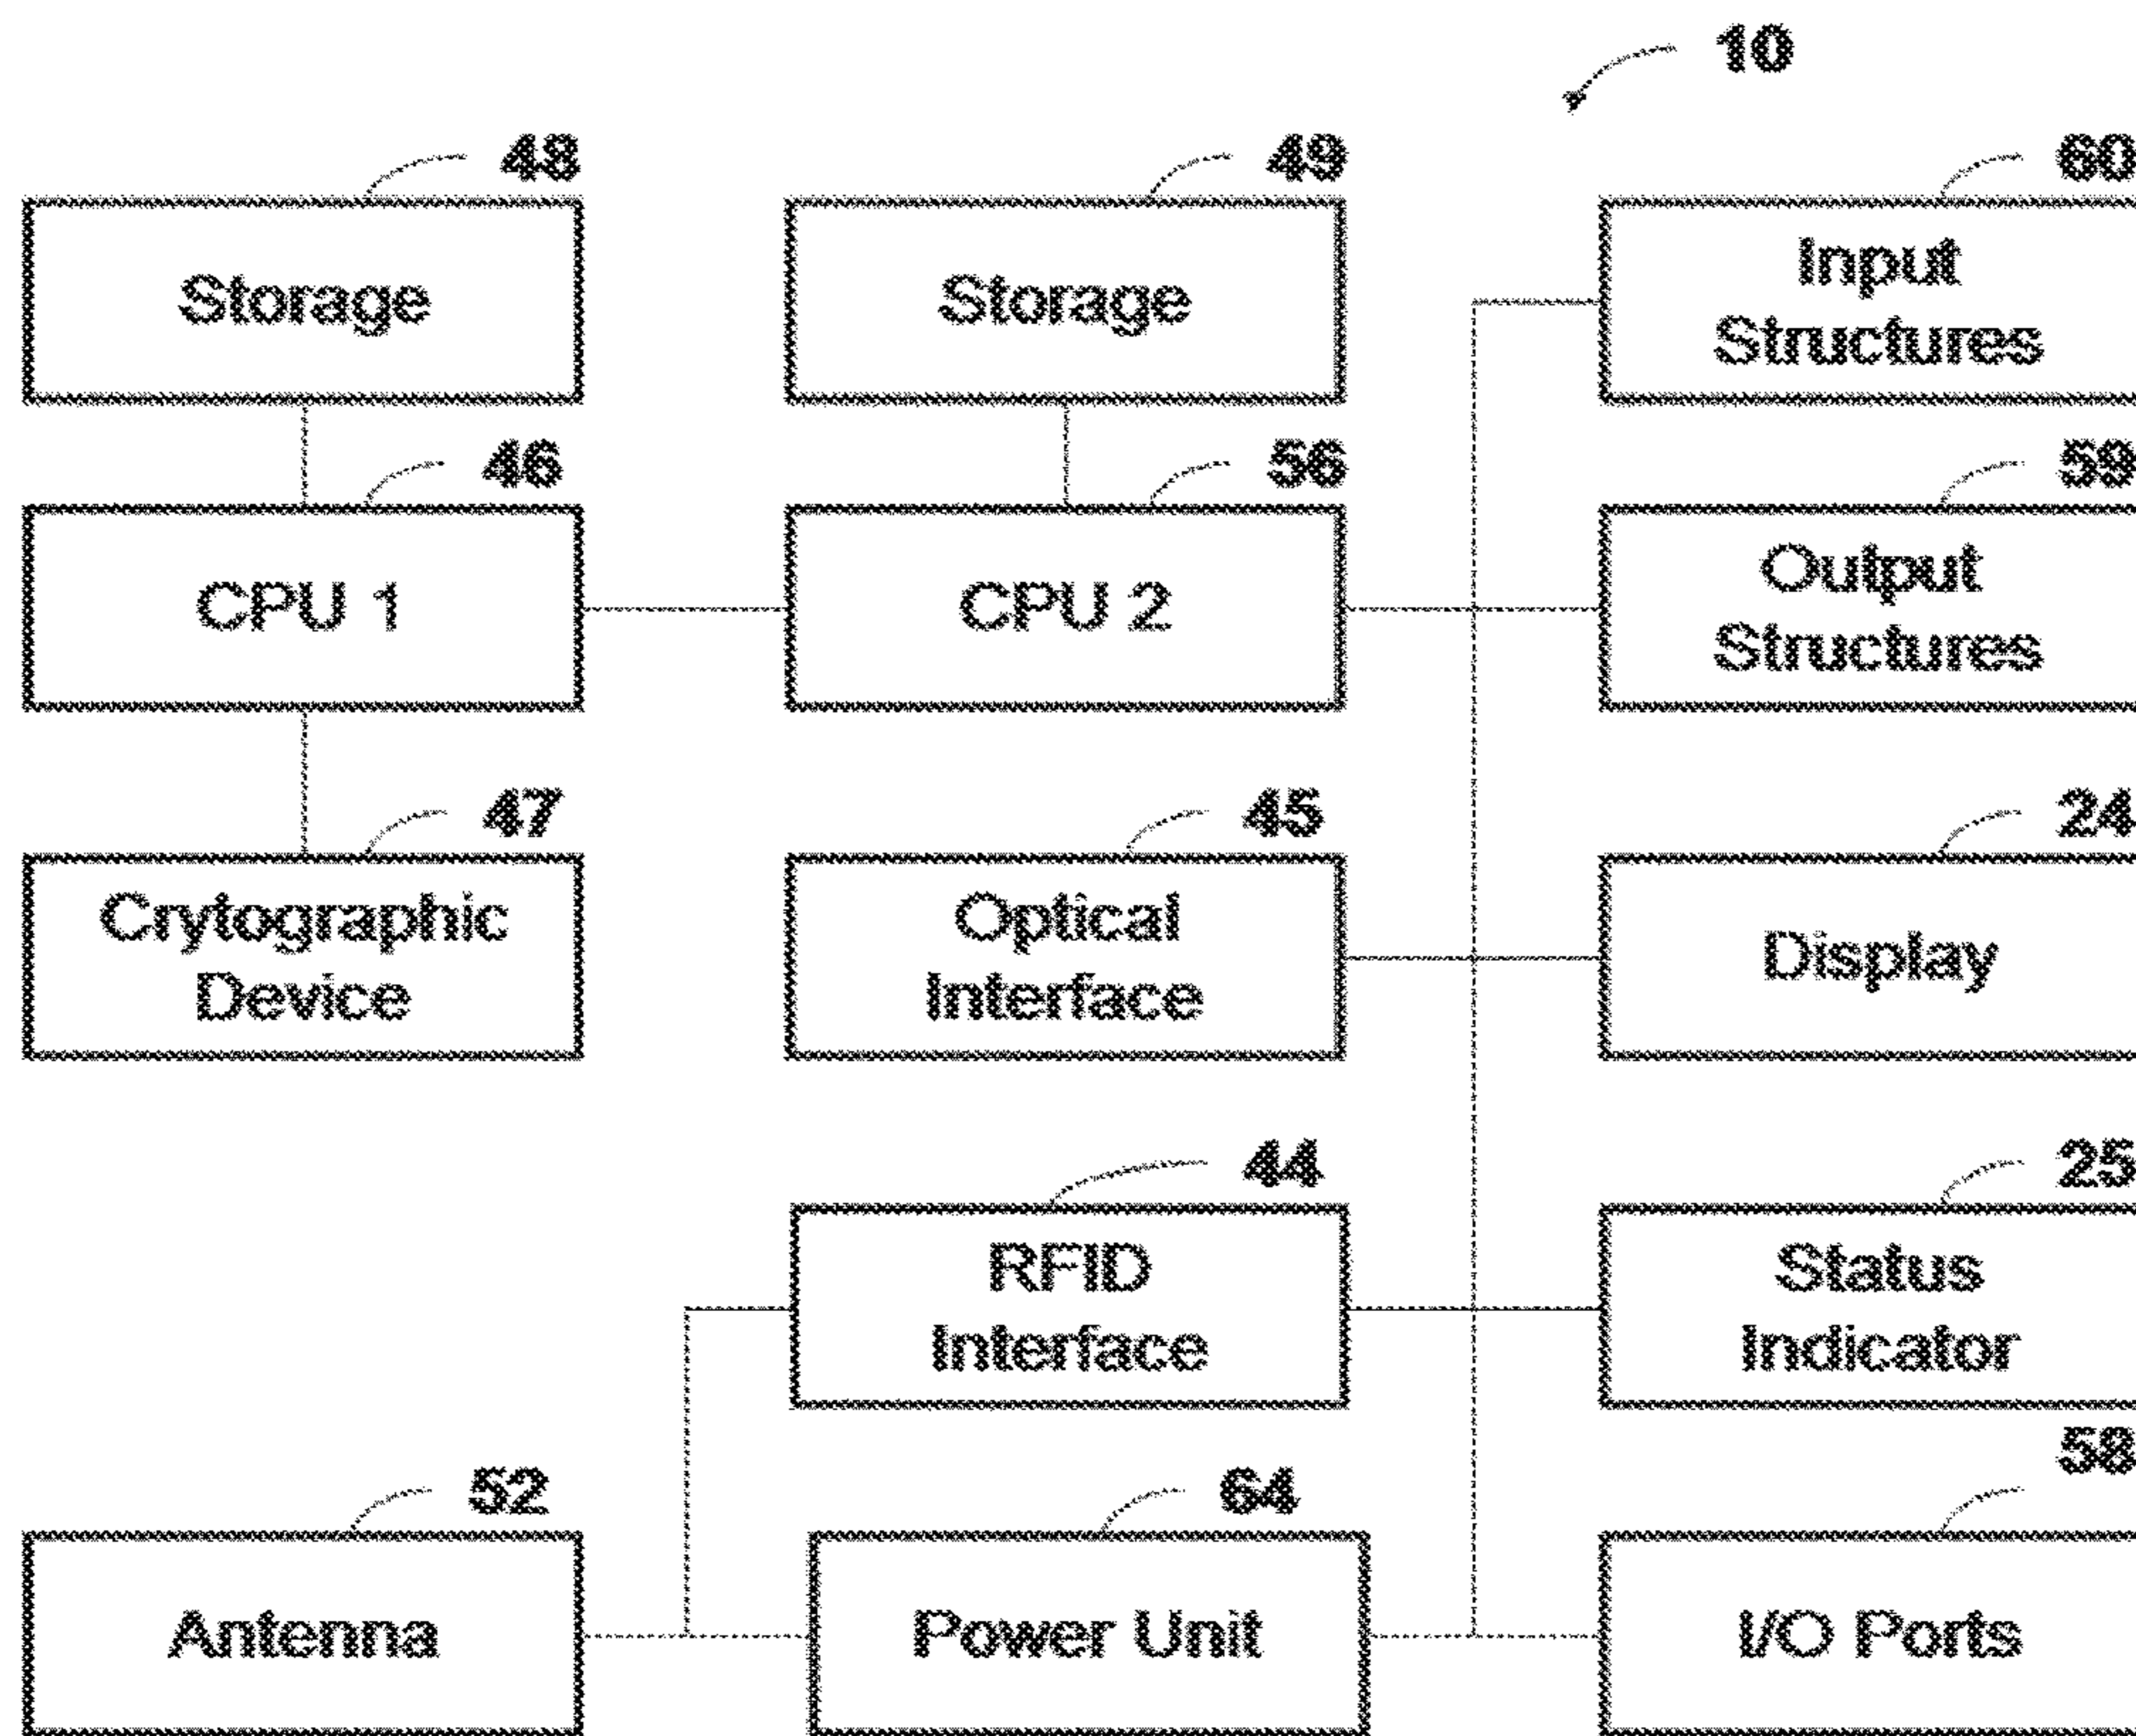 10
48
49
60
Storage
Storage
Input
Structures
46
56
59
CPU 1
CPU 2
Output
Structures
47
45
24
Crytographic
Device
Optical
Interface
Display
44
25
RFID
Interface
Status
Indicator
52
64
58
Antenna
Power Unit
I/O Ports